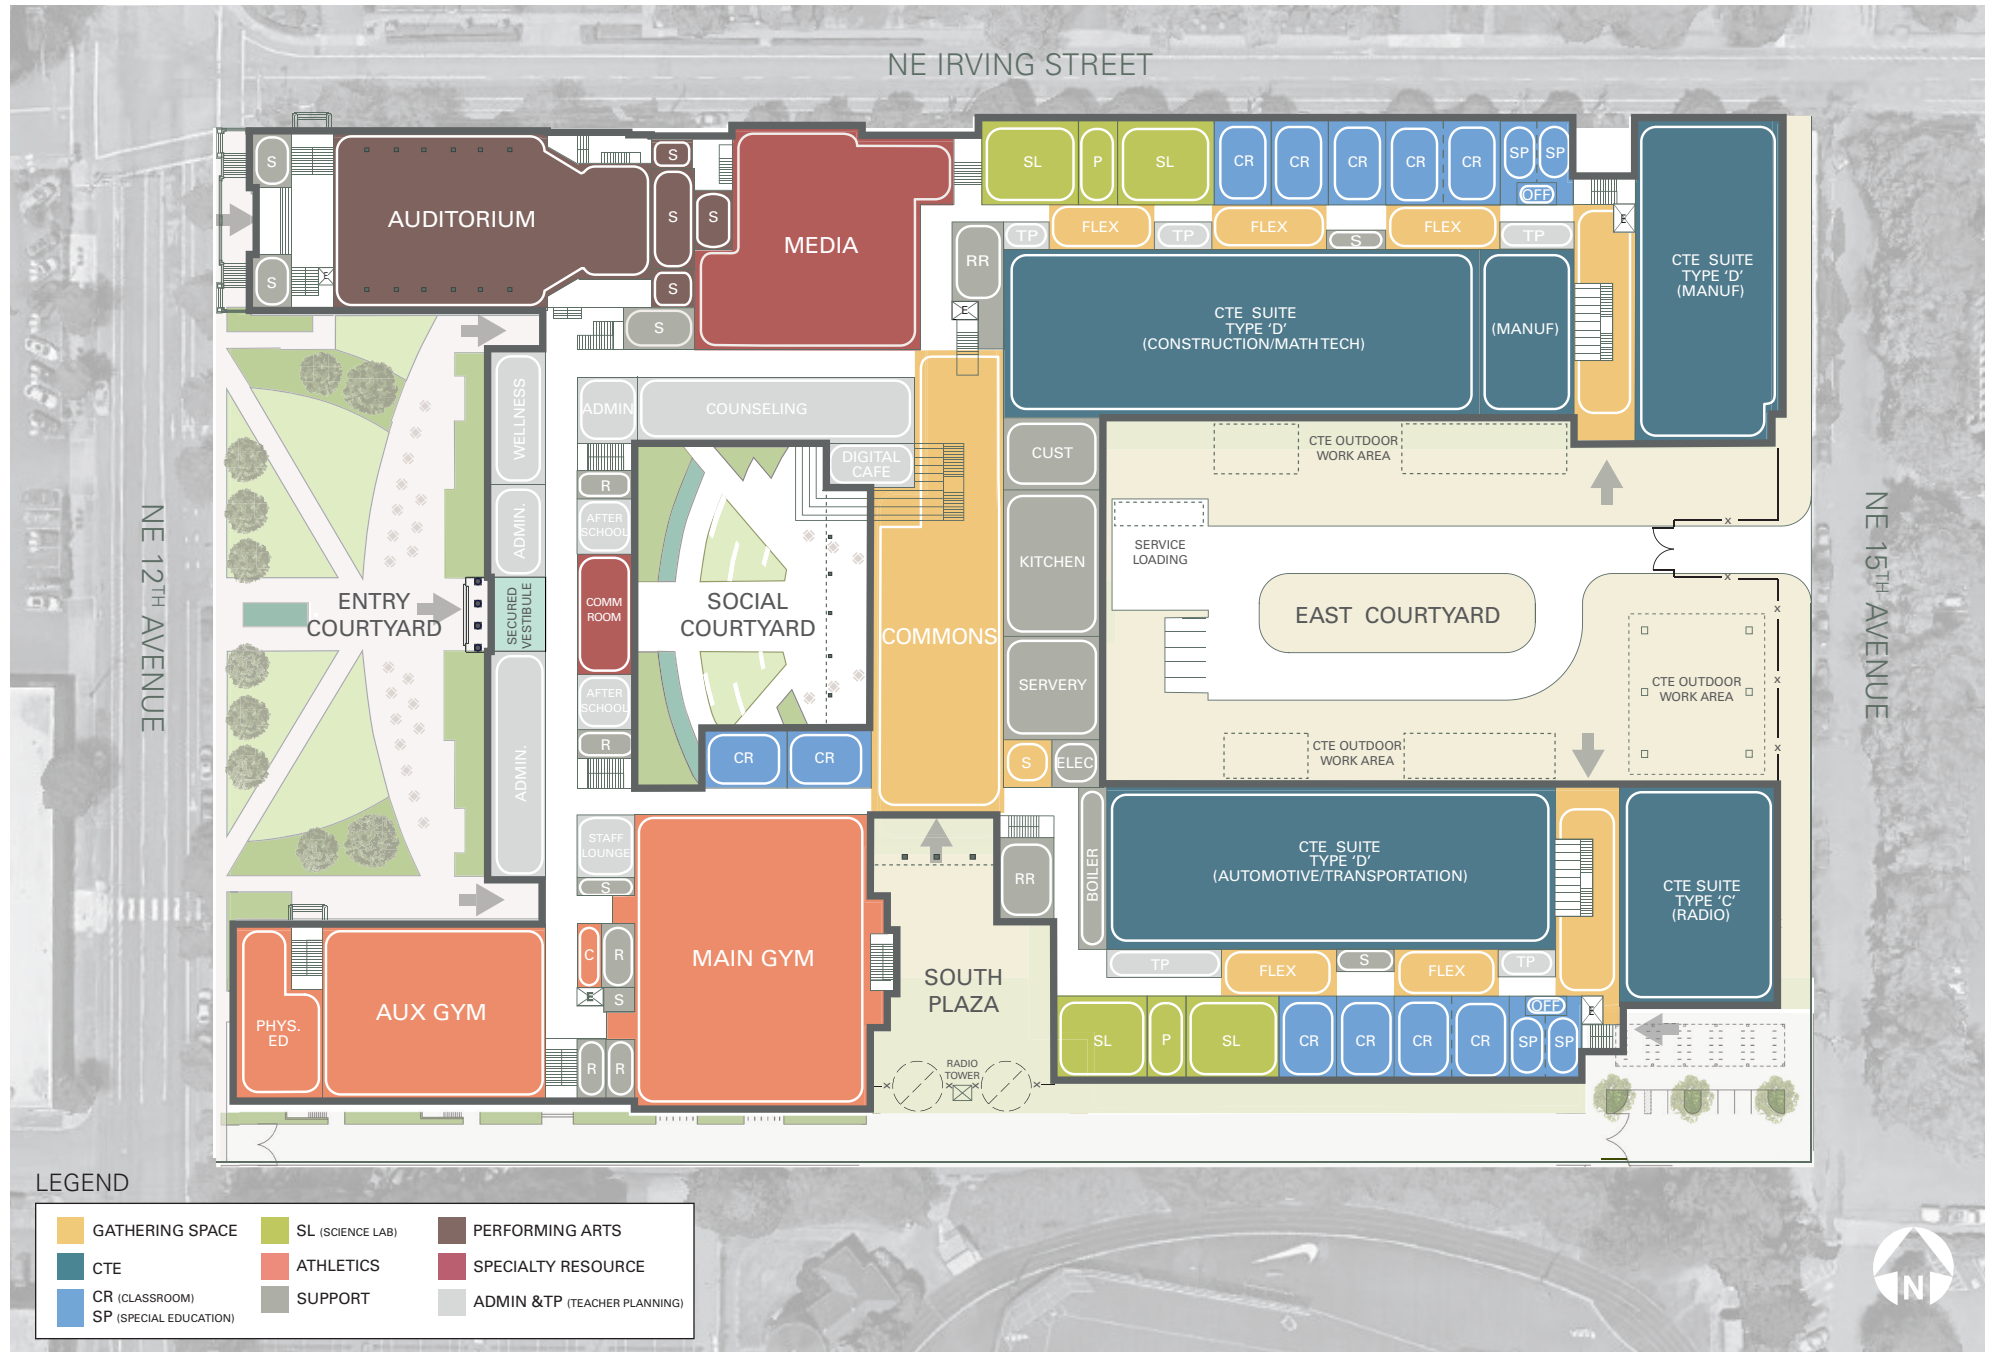 NE IRVING STREET
S
S
AUDITORIUM
E
S
S
S
S
S
MEDIA
SL
P
SL
CR
CR
CR
CR
CR
SP
SP
OFF
E
TP
FLEX
TP
FLEX
S
FLEX
TP
RR
E
CTE SUITE
TYPE ‘D’
(CONSTRUCTION/MATH TECH)
(MANUF)
CTE SUITE
TYPE ‘D’
(MANUF)
WELLNESS
ADMIN
COUNSELING
DIGITAL
CAFE
CUST
CTE OUTDOOR
WORK AREA
R
AFTER
SCHOOL
ADMIN.
NE 12TH AVENUE
ENTRY
COURTYARD
SECURED
VESTIBULE
COMM
ROOM
SOCIAL
COURTYARD
COMMONS
KITCHEN
SERVICE
LOADING
EAST COURTYARD
x
x
x
x
x
NE 15TH AVENUE
SERVERY
CTE OUTDOOR
WORK AREA
AFTER
SCHOOL
R
ADMIN.
CR
CR
S
ELEC
CTE OUTDOOR
WORK AREA
STAFF
LOUNGE
S
MAIN GYM
RR
BOILER
CTE SUITE
TYPE ‘D’
(AUTOMOTIVE/TRANSPORTATION)
CTE SUITE
TYPE ‘C’
(RADIO)
C
R
E
S
PHYS.
ED
AUX GYM
R
R
SOUTH
PLAZA
TP
FLEX
S
FLEX
TP
OFF
E
SL
P
SL
CR
CR
CR
CR
SP
SP
RADIO
TOWER
x
x
x
x
LEGEND
GATHERING SPACE
CTE
CR (CLASSROOM)
SP (SPECIAL EDUCATION)
SL (SCIENCE LAB)
ATHLETICS
SUPPORT
PERFORMING ARTS
SPECIALTY RESOURCE
ADMIN &TP (TEACHER PLANNING)
N